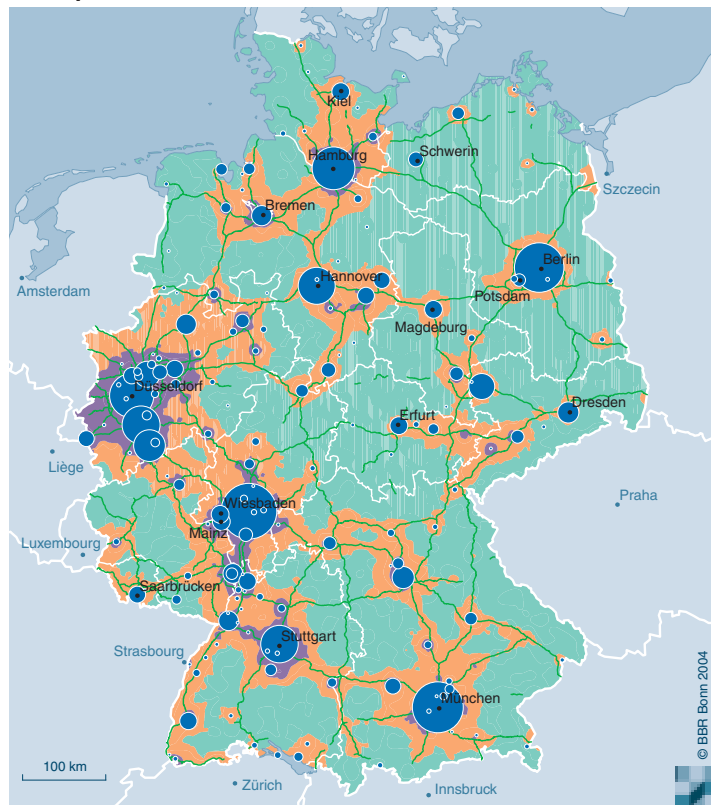 Kiel
Hamburg
Schwerin
Szczecin
Bremen
Berlin
Hannover
Amsterdam
Potsdam
Magdeburg
Düsseldorf
Dresden
Erfurt
Liège
Wiesbaden
Praha
Mainz
Luxembourg
Saarbrücken
Stuttgart
Strasbourg
München
100 km
Zürich
Innsbruck
© BBR Bonn 2004